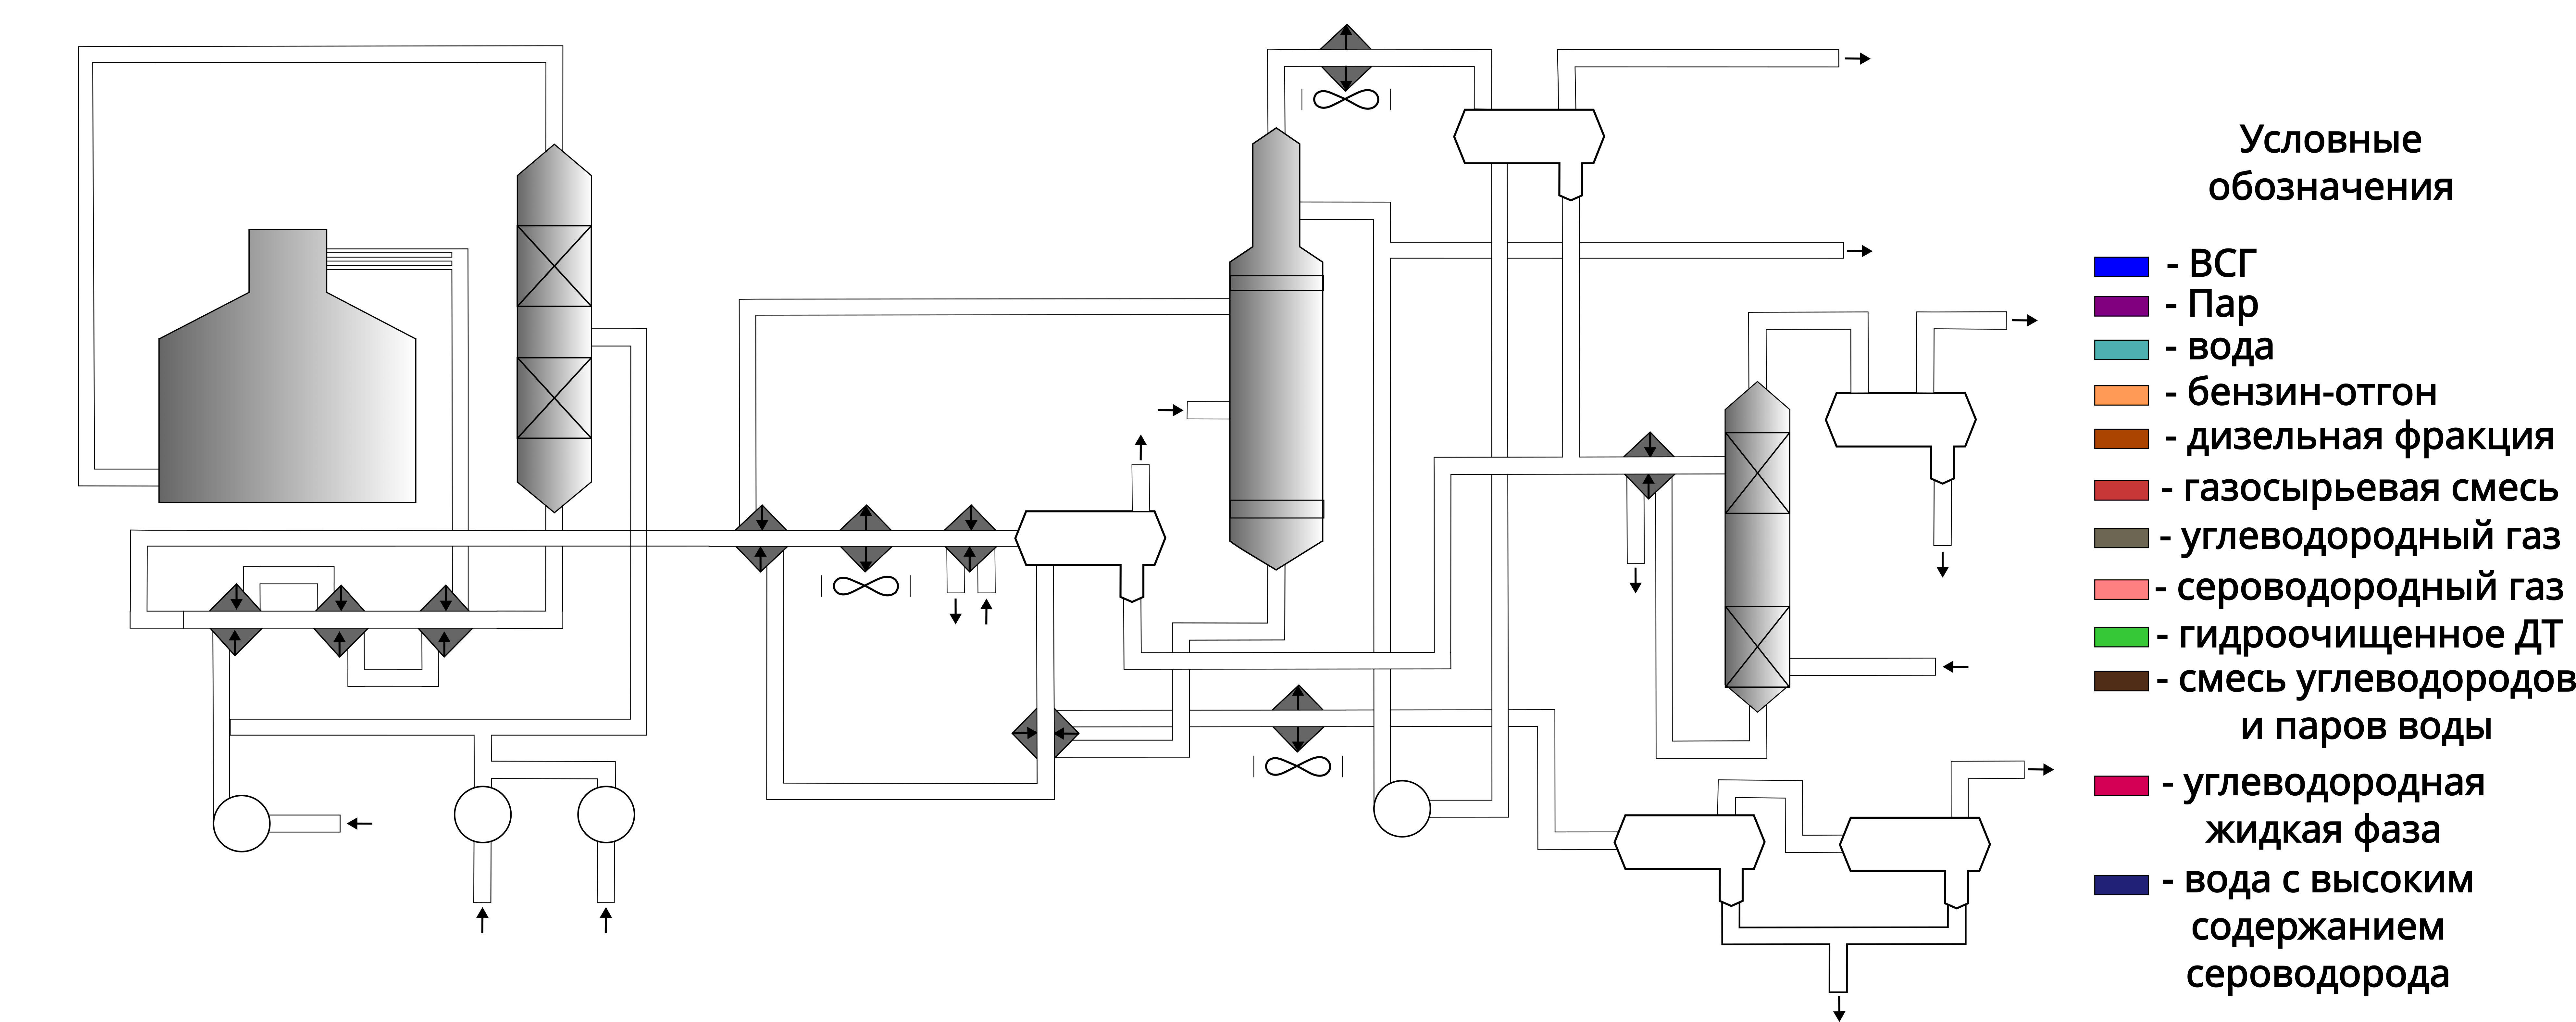 Условные
обозначения
- ВСГ
- Пар
- вода
- бензин-отгон
- дизельная фракция
- газосырьевая смесь
- углеводородный газ
- сероводородный газ
- гидроочищенное ДТ
- смесь углеводородов
и паров воды
- углеводородная
жидкая фаза
- вода с высоким
содержанием
сероводорода